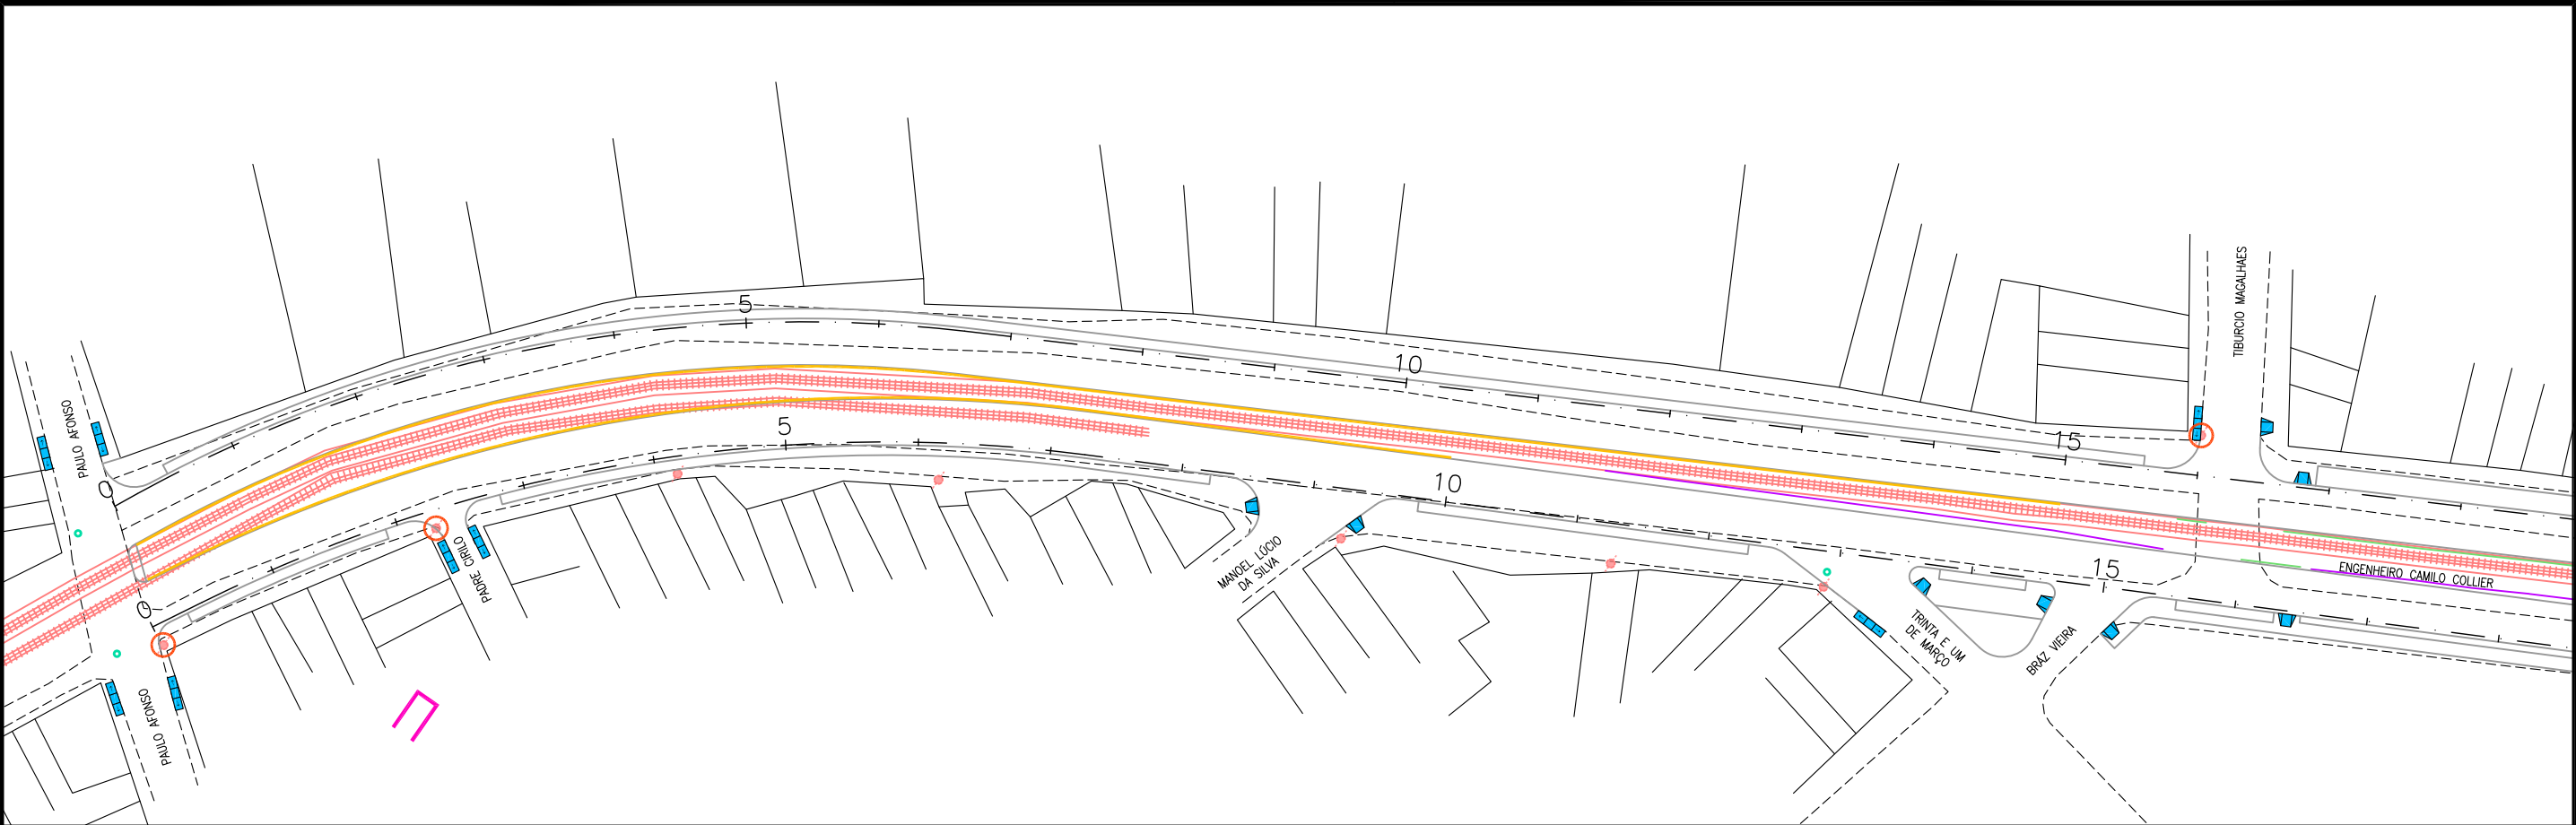 PAULO AFONSO
0
5
10
15
TIBURCIO MAGALHAES
0
5
10
15
ENGENHEIRO CAMILO COLLIER
PADRE CIRILO
MANOEL LÚCIO
DA SILVA
TRINTA E UM
DE MARÇO
BRAZ VIEIRA
PAULO AFONSO